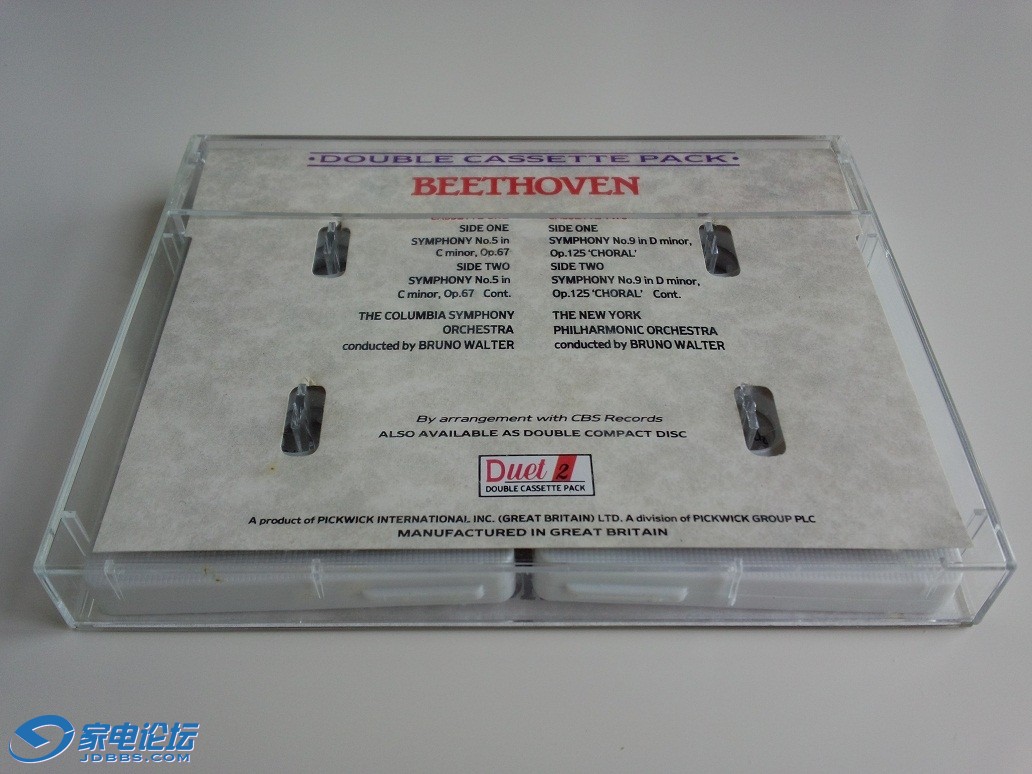 ·DOUBLE CASSETTE PACK·
BEETHOVEN
SIDE ONE
SYMPHONY No.5 in
C minor, Op.67
SIDE TWO
SYMPHONY No.5 in
C minor, Op.67 Cont.
THE COLUMBIA SYMPHONY
ORCHESTRA
conducted by BRUNO WALTER
SIDE ONE
SYMPHONY No.9 in D minor,
Op.125 'CHORAL'
SIDE TWO
SYMPHONY No.9 in D minor,
Op.125 'CHORAL' Cont.
THE NEW YORK
PHILHARMONIC ORCHESTRA
conducted by BRUNO WALTER
By arrangement with CBS Records
ALSO AVAILABLE AS DOUBLE COMPACT DISC
Duet 2
DOUBLE CASSETTE PACK
A product of PICKWICK INTERNATIONAL INC. (GREAT BRITAIN) LTD. A division of PICKWICK GROUP PLC
MANUFACTURED IN GREAT BRITAIN
家电论坛
JDBBS.COM